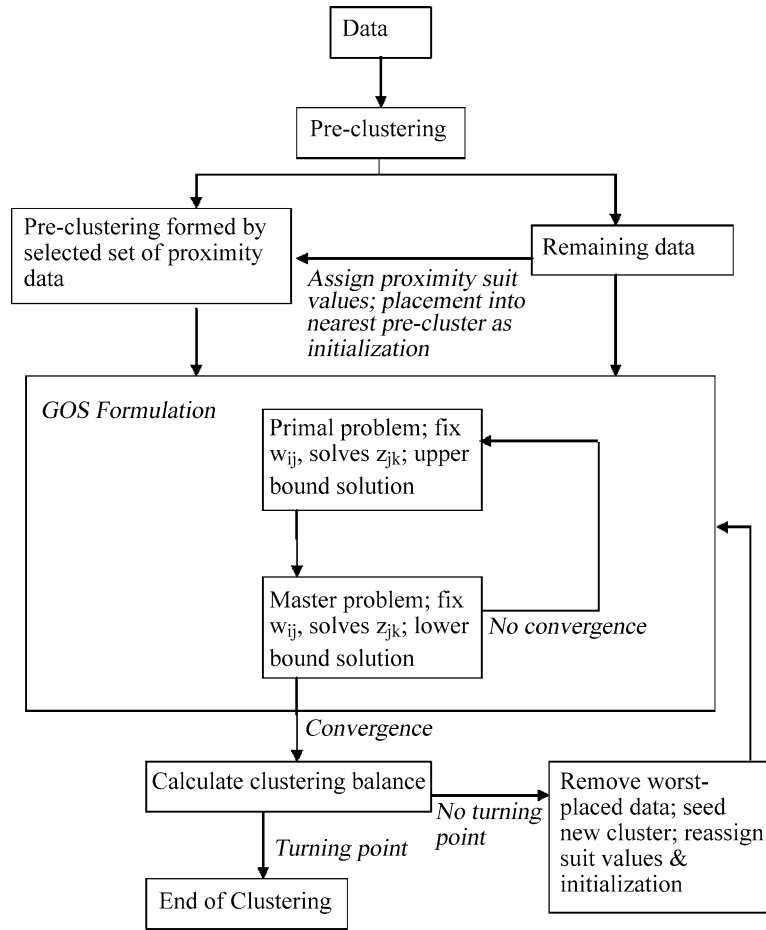 Data
Pre-clustering
Pre-clustering formed by
selected set of proximity
data
Remaining data
Assign proximity suit
values; placement into
nearest pre-cluster as
initialization
GOS Formulation
Primal problem; fix
wij, solves zjk; upper
bound solution
Master problem; fix
wij, solves zjk; lower
bound solution
No convergence
Convergence
Calculate clustering balance
No turning
point
Remove worst-
placed data; seed
new cluster; reassign
suit values &
initialization
Turning point
End of Clustering